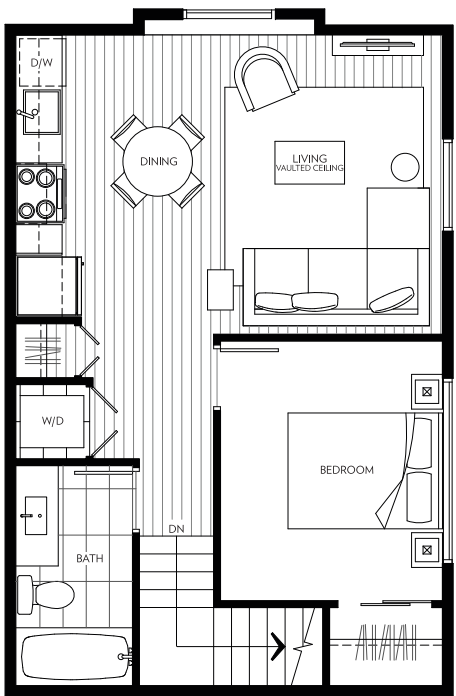 D/W
DINING
LIVING
VAULTED CEILING
W/D
BEDROOM
DN
BATH